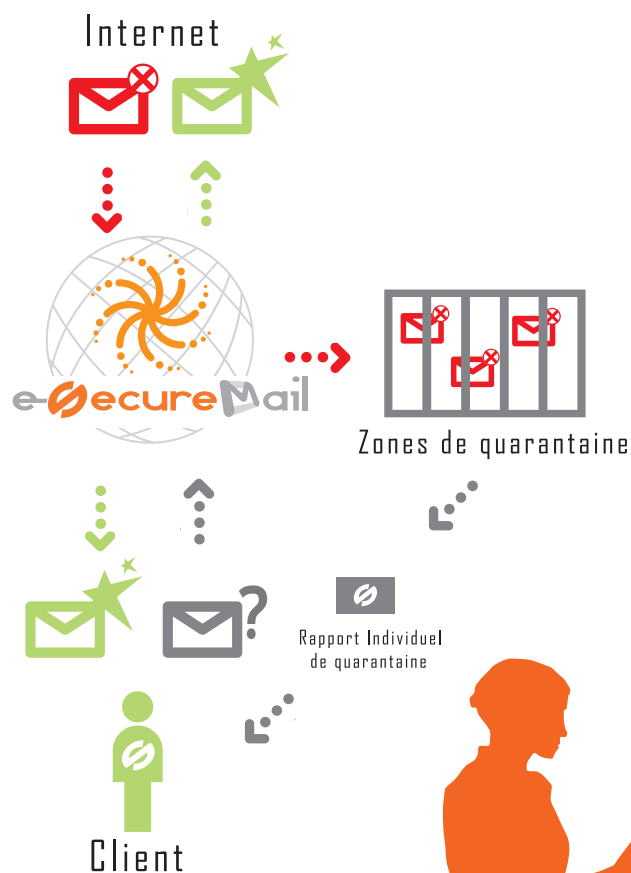 Internet
e-SecureMail
Zones de quarantaine
?
Rapport Individuel
de quarantaine
Client